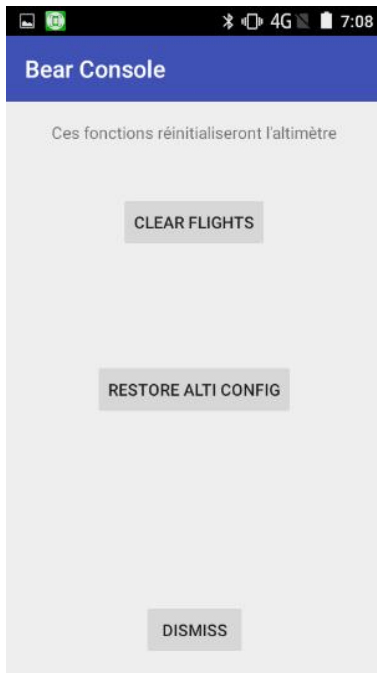 4G 7:08
Bear Console
Ces fonctions réinitialiseront l'altimètre
CLEAR FLIGHTS
RESTORE ALTI CONFIG
DISMISS